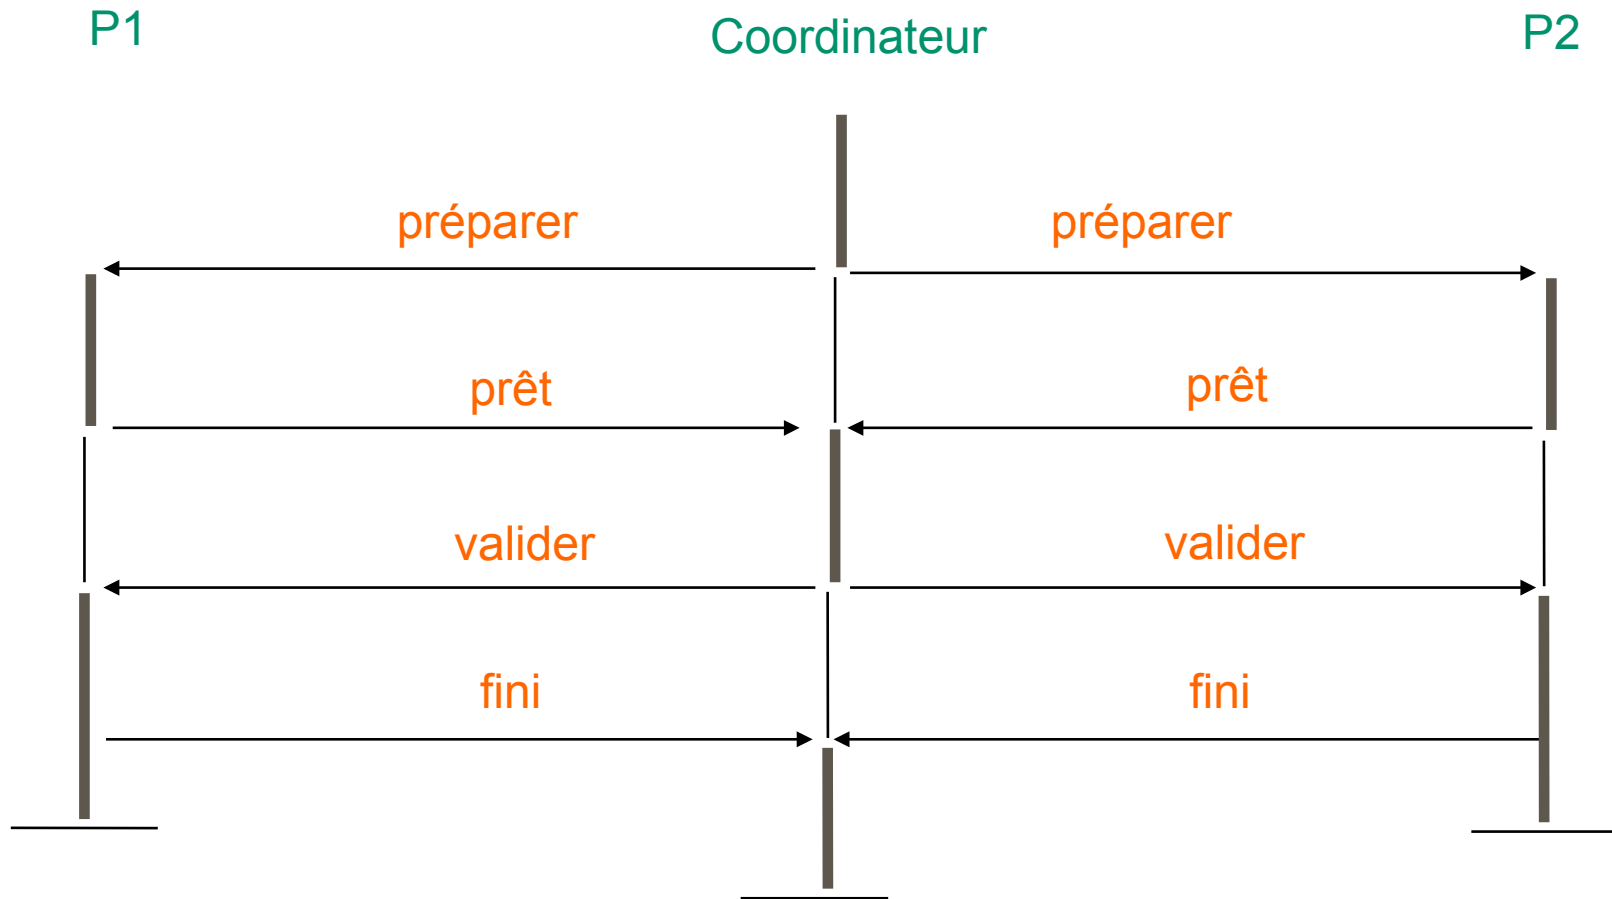 P1 Coordinateur P2
préparer préparer
prêt prêt
valider valider
fini fini